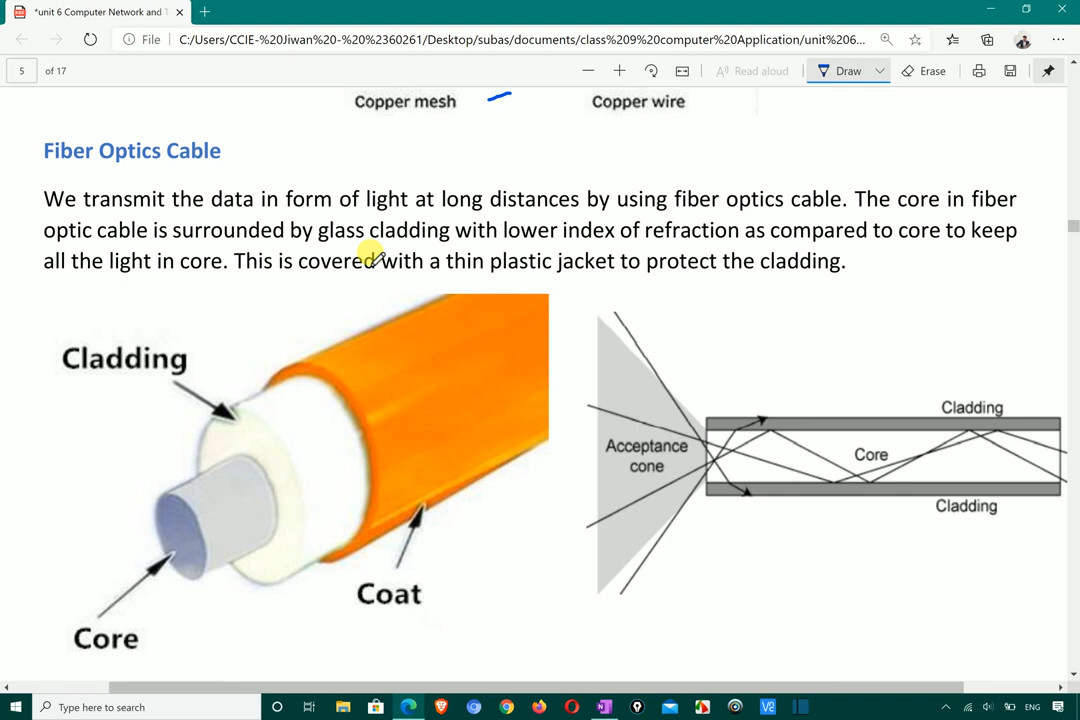 *unit 6 Computer Network and T
File
C:/Users/CCIE-%20Jiwan%20-%20%2360261/Desktop/subas/documents/class%209%20computer%20Application/unit%206...
5 of 17
Read aloud
Draw
Erase
Copper mesh
Copper wire
Fiber Optics Cable
We transmit the data in form of light at long distances by using fiber optics cable. The core in fiber
optic cable is surrounded by glass cladding with lower index of refraction as compared to core to keep
all the light in core. This is covered with a thin plastic jacket to protect the cladding.
Cladding
Coat
Core
Cladding
Acceptance
cone
Core
Cladding
Type here to search
ENG